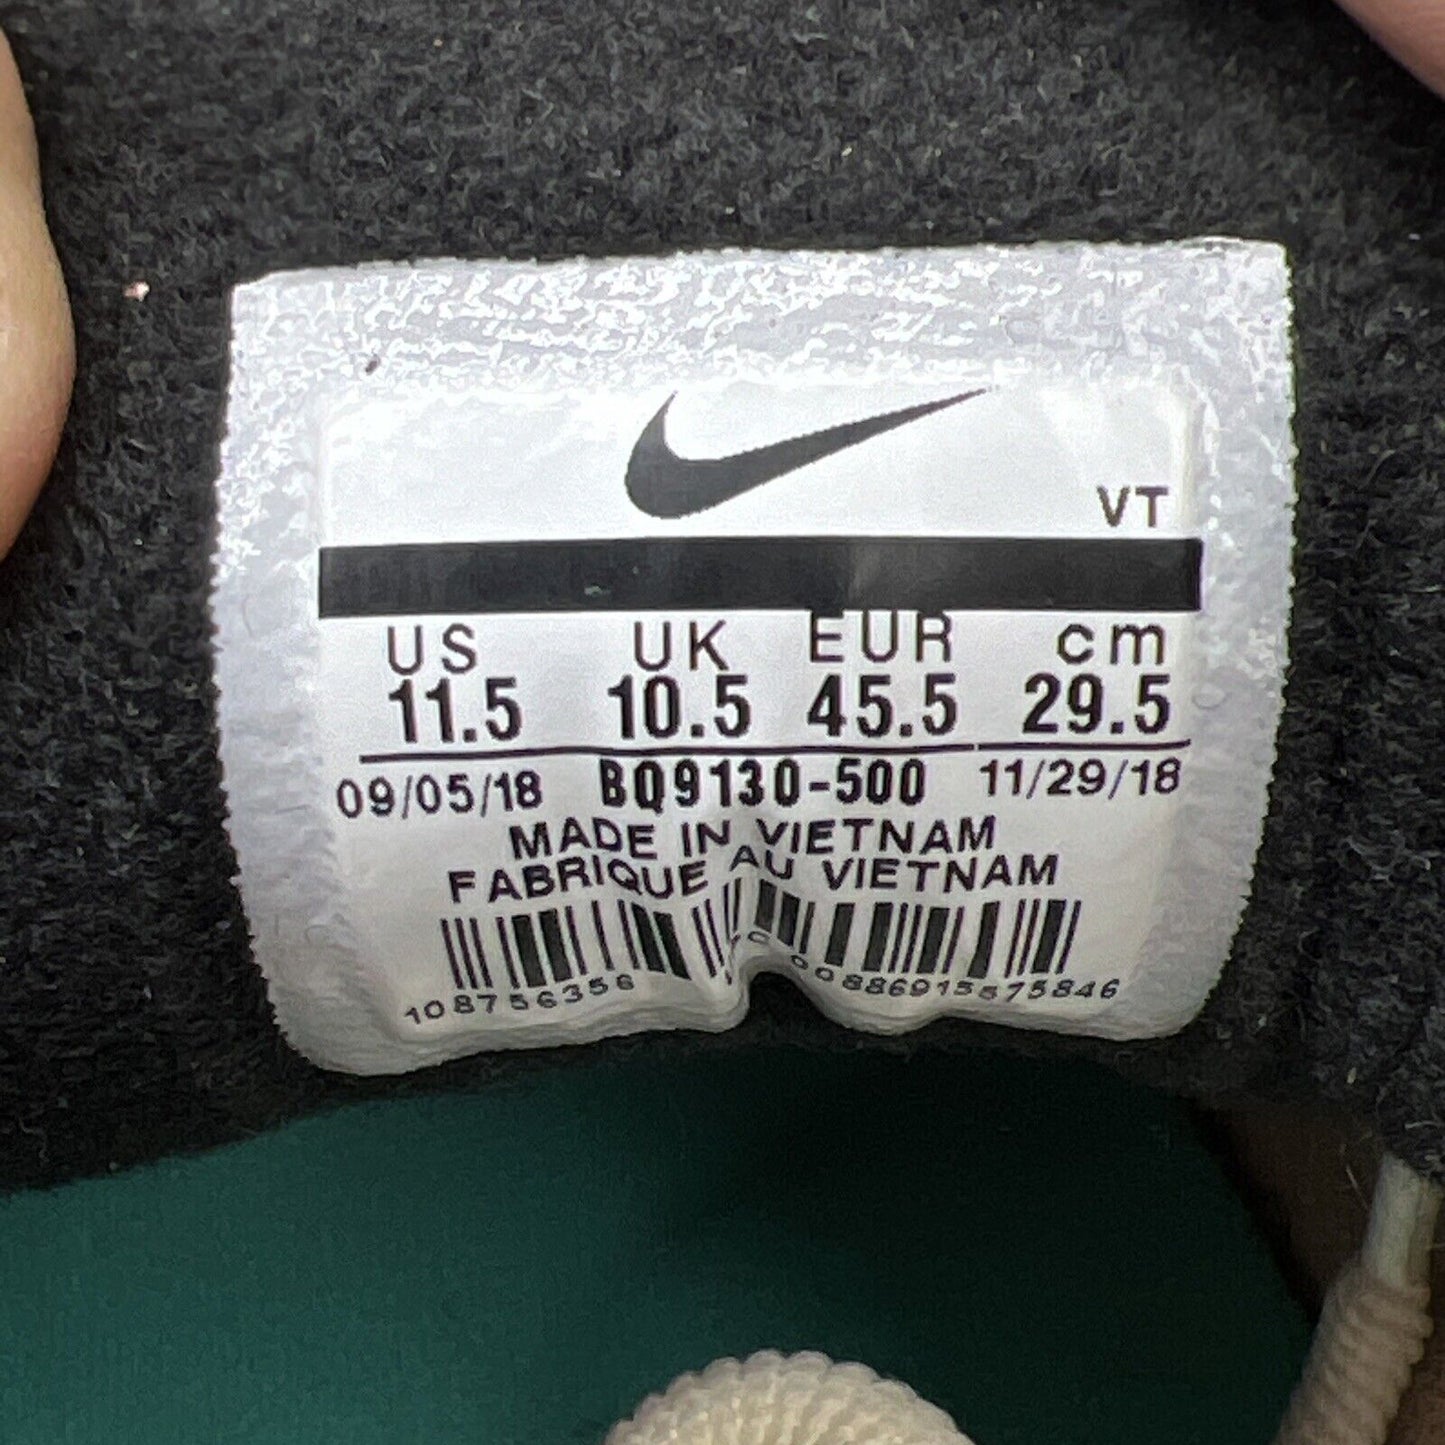 VT
US UK EUR cm
11.5 10.5 45.5 29.5
09/05/18 BQ9130-500 11/29/18
MADE IN VIETNAM
FABRIQUE AU VIETNAM
108756356